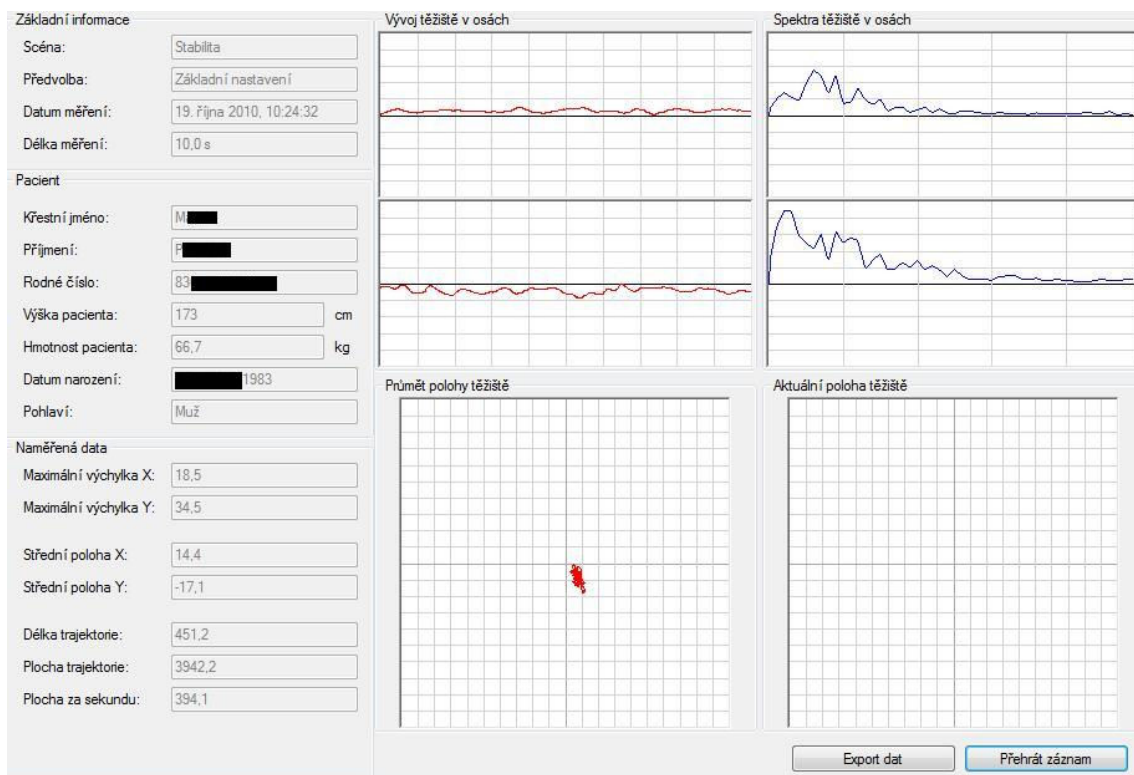 Základní informace
Scéna: Stabilita
Předvolba: Základní nastavení
Datum měření: 19. října 2010, 10:24:32
Délka měření: 10,0 s
Pacient
Křestní jméno: M
Příjmení: P
Rodné číslo: 83
Výška pacienta: 173 cm
Hmotnost pacienta: 66,7 kg
Datum narození: 1983
Pohlaví: Muž
Naměřená data
Maximální výchylka X: 18,5
Maximální výchylka Y: 34,5
Střední poloha X: 14,4
Střední poloha Y: -17,1
Délka trajektorie: 451,2
Plocha trajektorie: 3942,2
Plocha za sekundu: 394,1
Vývoj těžiště v osách
Spektra těžiště v osách
Průmět polohy těžiště
Aktuální poloha těžiště
Export dat
Přehrát záznam